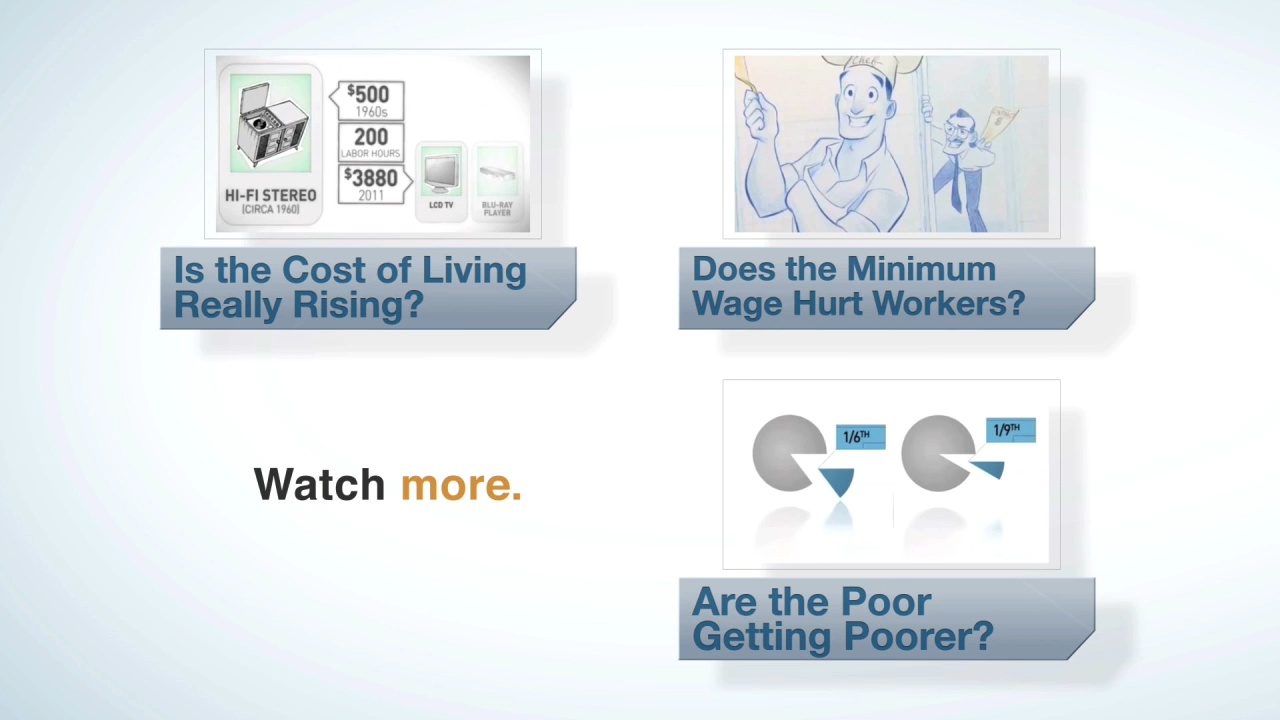 HI-FI STEREO
(CIRCA 1960)
$500
1960s
200
LABOR HOURS
$3880
2011
LCD TV
BLU-RAY
PLAYER
Is the Cost of Living
Really Rising?
Chef
Does the Minimum
Wage Hurt Workers?
Watch more.
1/6TH
1/9TH
Are the Poor
Getting Poorer?